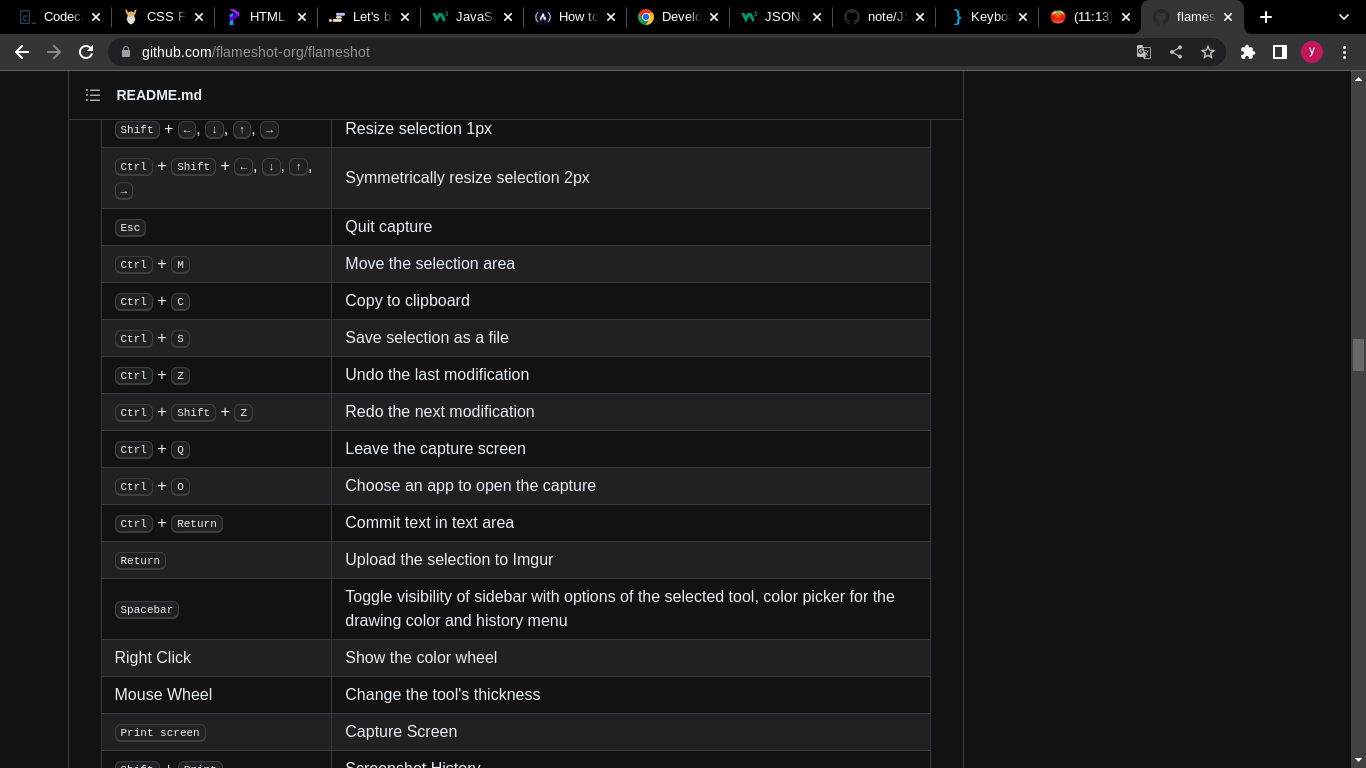 Codec
CSS F
HTML
Let's b
JavaS
How to
Develo
JSON.
note/J
Keybo
(11:13)
flames
github.com/flameshot-org/flameshot
y
README.md
Shift + ←, ↓, ↑, → Resize selection 1px
Ctrl + Shift + ←, ↓, ↑,
→
Symmetrically resize selection 2px
Esc Quit capture
Ctrl + M Move the selection area
Ctrl + C Copy to clipboard
Ctrl + S Save selection as a file
Ctrl + Z Undo the last modification
Ctrl + Shift + Z Redo the next modification
Ctrl + Q Leave the capture screen
Ctrl + O Choose an app to open the capture
Ctrl + Return Commit text in text area
Return Upload the selection to Imgur
Spacebar
Toggle visibility of sidebar with options of the selected tool, color picker for the
drawing color and history menu
Right Click Show the color wheel
Mouse Wheel Change the tool's thickness
Print screen Capture Screen
Shift + Print Screenshot History